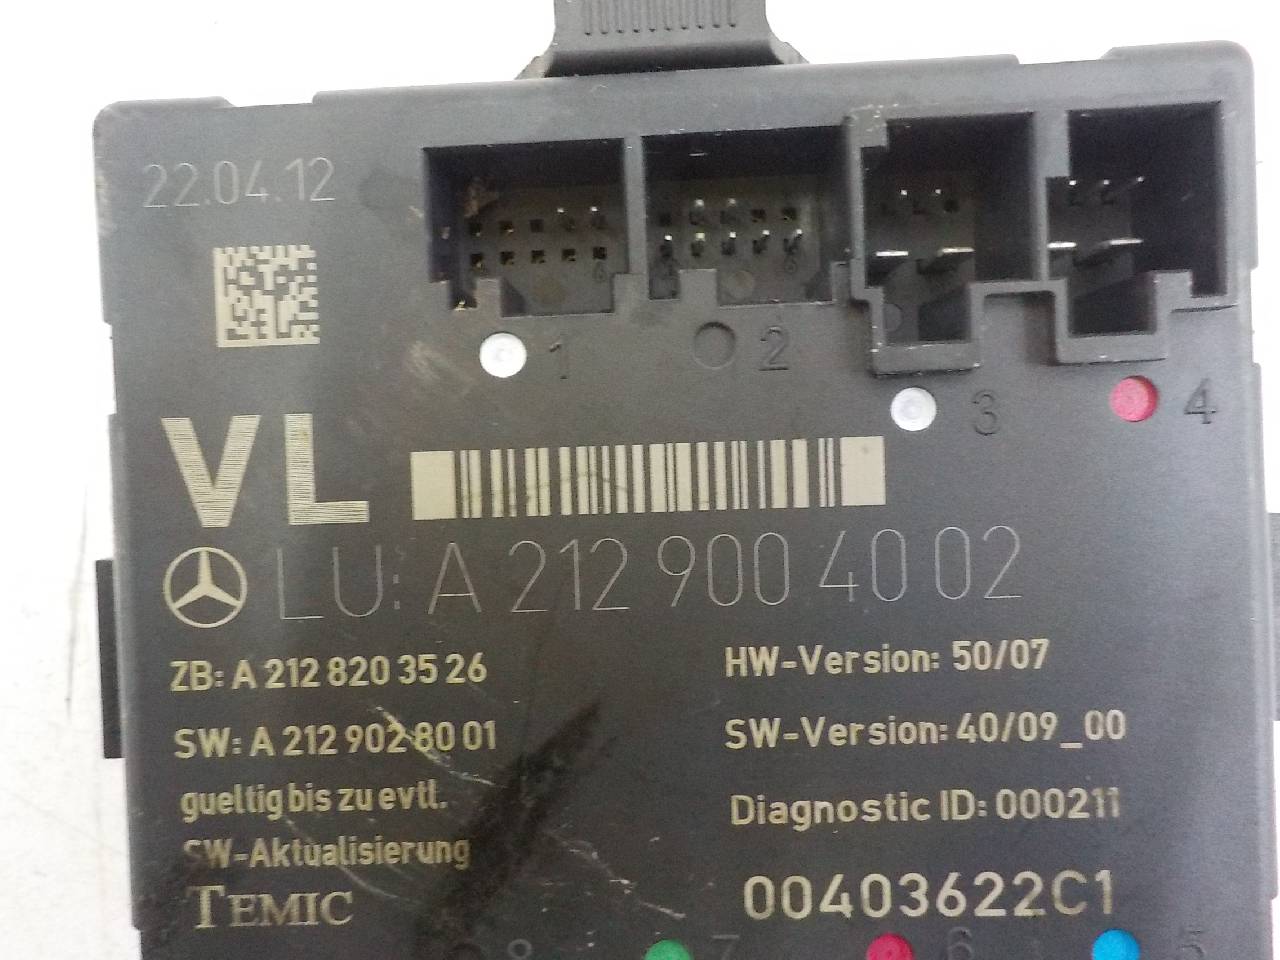 22.04.12
1
2
3
4
VL
LU: A 212 900 40 02
ZB: A 212 820 35 26
HW-Version: 50/07
SW: A 212 902 80 01
SW-Version: 40/09_00
gueltig bis zu evtl.
Diagnostic ID: 000211
SW-Aktualisierung
TEMIC
00403622C1
8
7
6
5